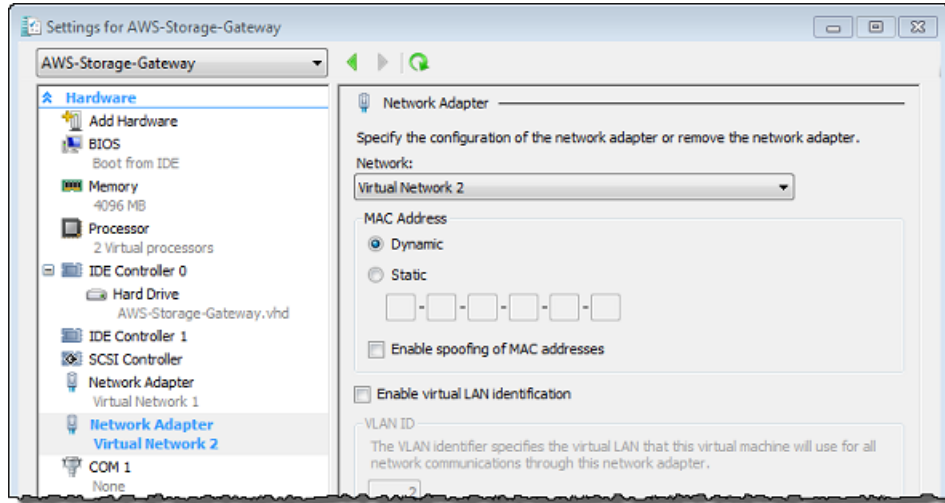 Settings for AWS-Storage-Gateway
AWS-Storage-Gateway
Hardware
Add Hardware
BIOS
Boot from IDE
Memory
4096 MB
Processor
2 Virtual processors
IDE Controller 0
Hard Drive
AWS-Storage-Gateway.vhd
IDE Controller 1
SCSI Controller
Network Adapter
Virtual Network 1
Network Adapter
Virtual Network 2
COM 1
None
Network Adapter
Specify the configuration of the network adapter or remove the network adapter.
Network:
Virtual Network 2
MAC Address
Dynamic
Static
- - - - -
Enable spoofing of MAC addresses
Enable virtual LAN identification
VLAN ID
The VLAN identifier specifies the virtual LAN that this virtual machine will use for all
network communications through this network adapter.
2